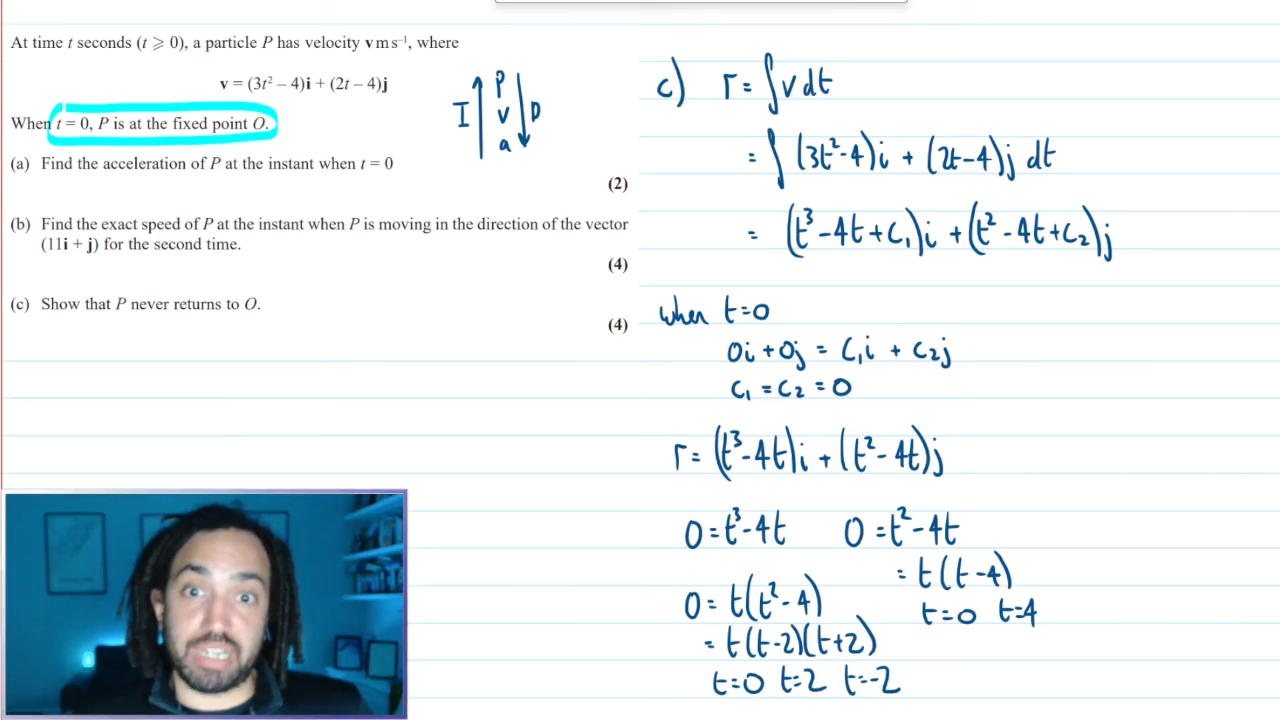 At time t seconds (t ⩾ 0), a particle P has velocity v m s⁻¹, where
v = (3t² – 4)i + (2t – 4)j
When t = 0, P is at the fixed point O.
(a) Find the acceleration of P at the instant when t = 0
(2)
(b) Find the exact speed of P at the instant when P is moving in the direction of the vector
(11i + j) for the second time.
(4)
(c) Show that P never returns to O.
(4)
I P v a D
c) r = ∫v dt
= ∫(3t²-4)i + (2t-4)j dt
= (t³-4t+C₁)i + (t²-4t+C₂)j
when t=0
0i+0j = C₁i + C₂j
C₁ = C₂ = 0
r = (t³-4t)i + (t²-4t)j
0 = t³-4t 0 = t²-4t
= t(t-4)
t=0 t=4
0 = t(t²-4)
= t(t-2)(t+2)
t=0 t=2 t=-2